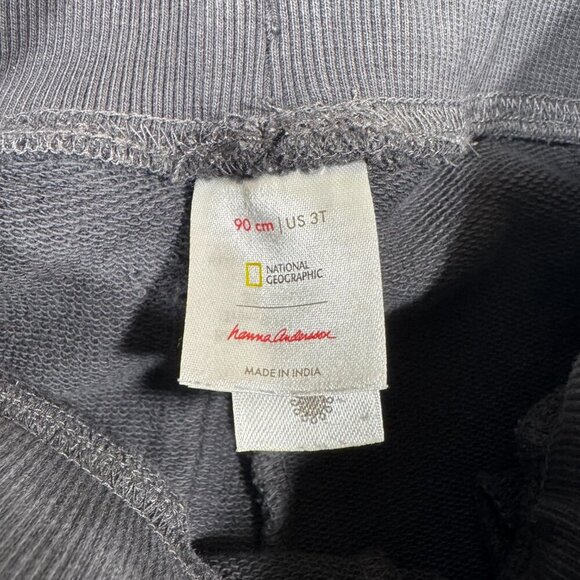 90 cm | US 3T
NATIONAL
GEOGRAPHIC
hanna andersson
MADE IN INDIA